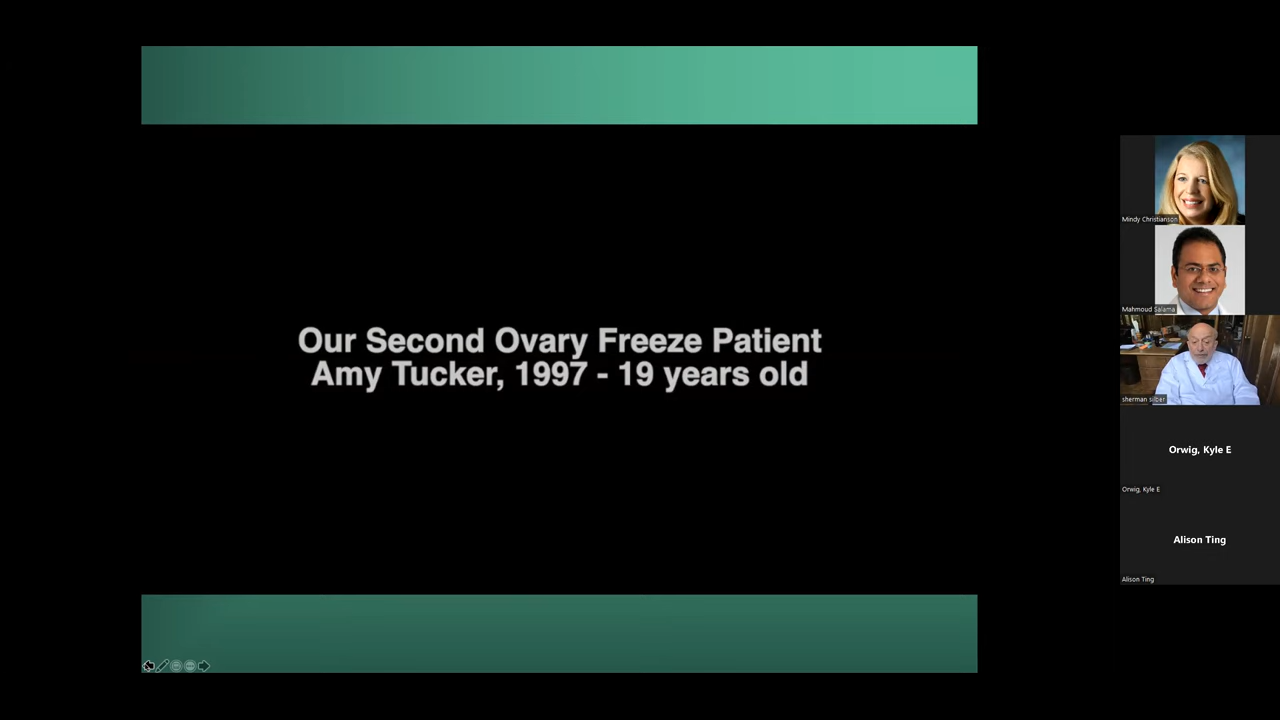 Our Second Ovary Freeze Patient
Amy Tucker, 1997 - 19 years old
Mindy Christianson
Mahmoud Salama
sherman silber
Orwig, Kyle E
Orwig, Kyle E
Alison Ting
Alison Ting